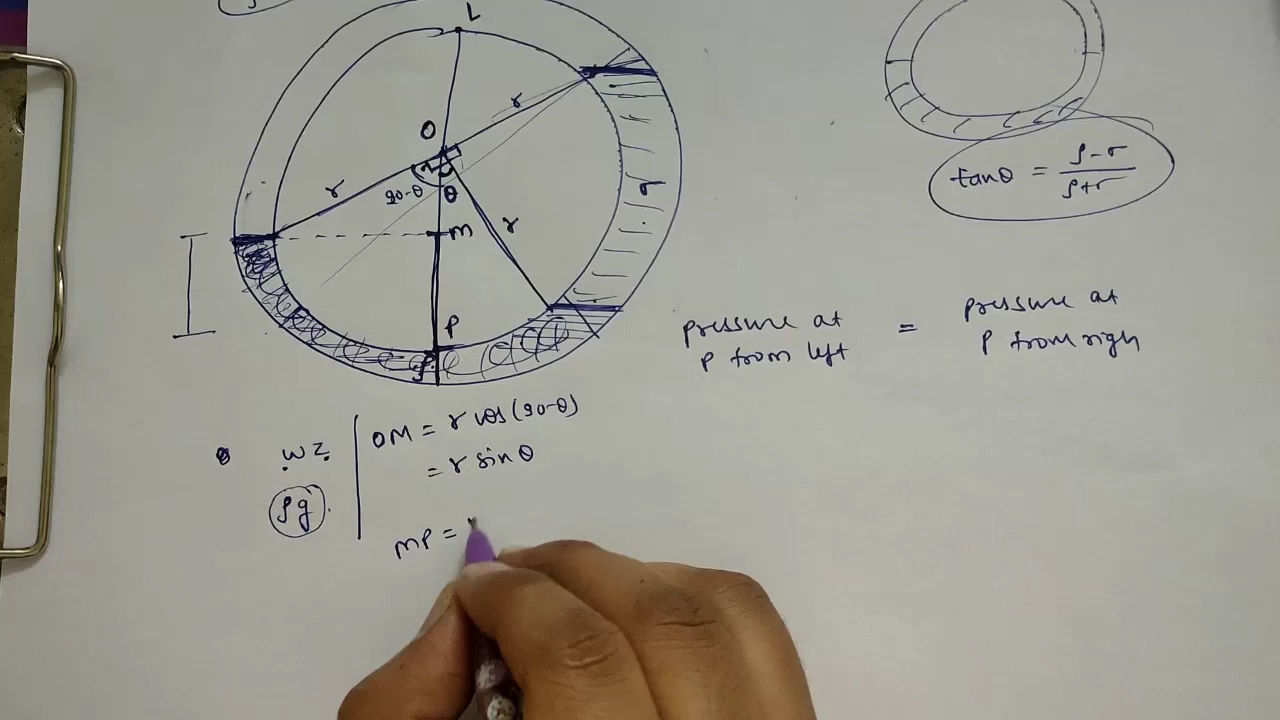 L
O
r
r
r
90-θ
θ
m
P
ρ
σ
tanθ = ρ-σ / ρ+σ
pressure at P from left = pressure at P from righ
wz
ρg
OM = r cos(90-θ)
= r sinθ
MP =